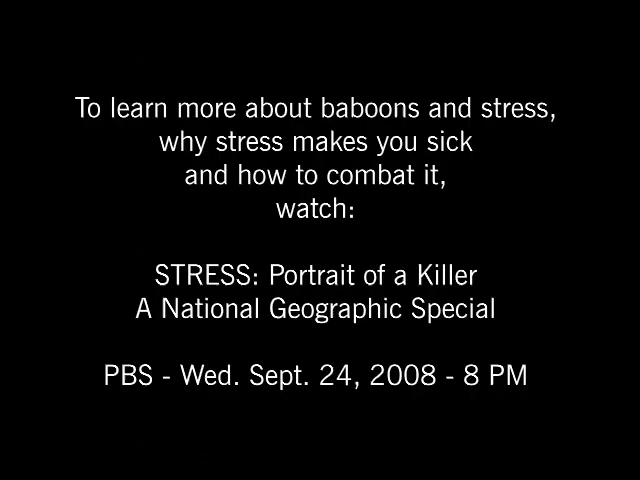 To learn more about baboons and stress,
why stress makes you sick
and how to combat it,
watch:
STRESS: Portrait of a Killer
A National Geographic Special
PBS - Wed. Sept. 24, 2008 - 8 PM